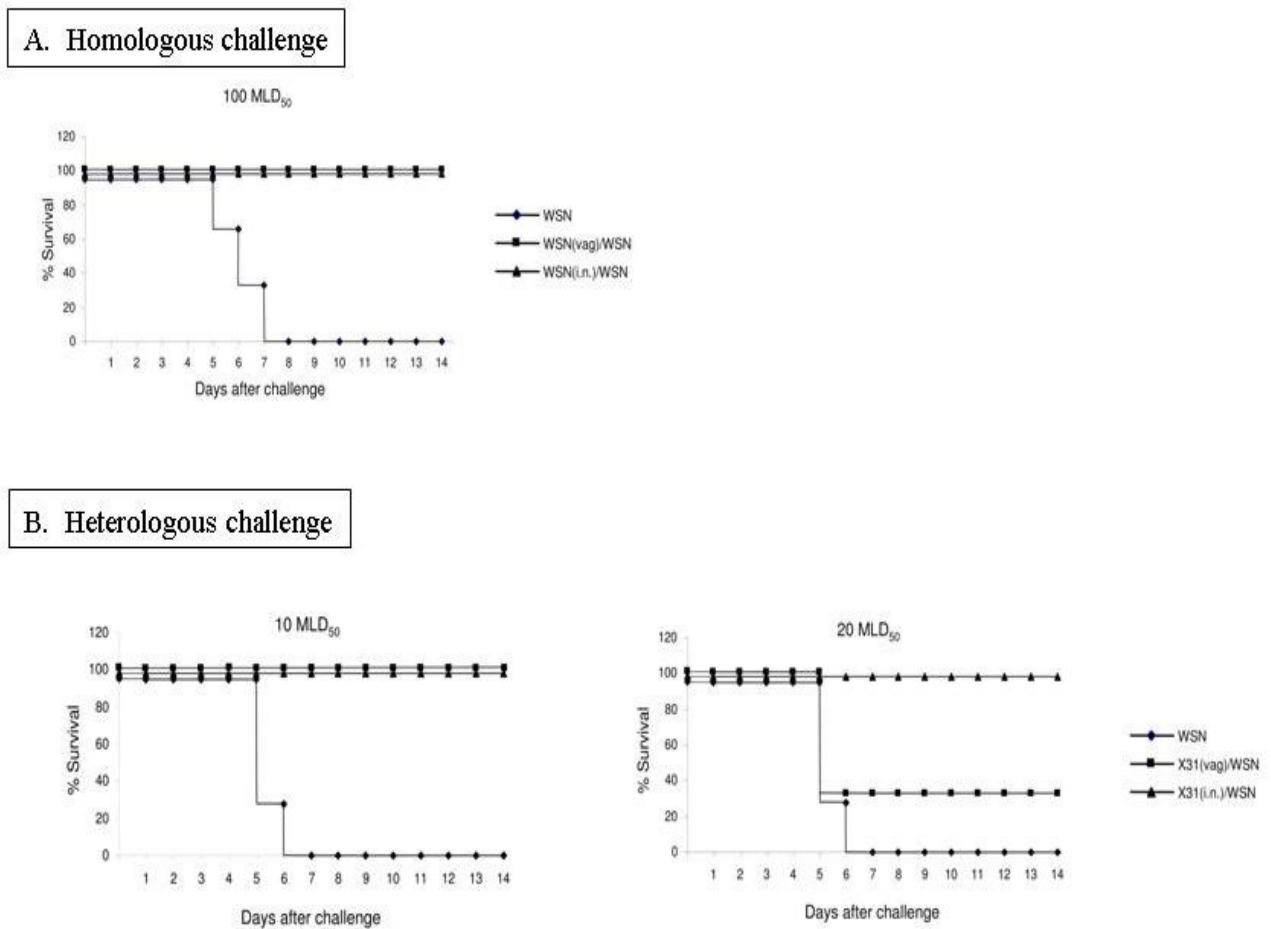 A. Homologous challenge
100 MLD50
120
100
80
60
40
20
0
% Survival
1 2 3 4 5 6 7 8 9 10 11 12 13 14
Days after challenge
WSN
WSN(vag)/WSN
WSN(i.n.)/WSN
B. Heterologous challenge
10 MLD50
120
100
80
60
40
20
0
% Survival
1 2 3 4 5 6 7 8 9 10 11 12 13 14
Days after challenge
20 MLD50
120
100
80
60
40
20
0
% Survival
1 2 3 4 5 6 7 8 9 10 11 12 13 14
Days after challenge
WSN
X31(vag)/WSN
X31(i.n.)/WSN